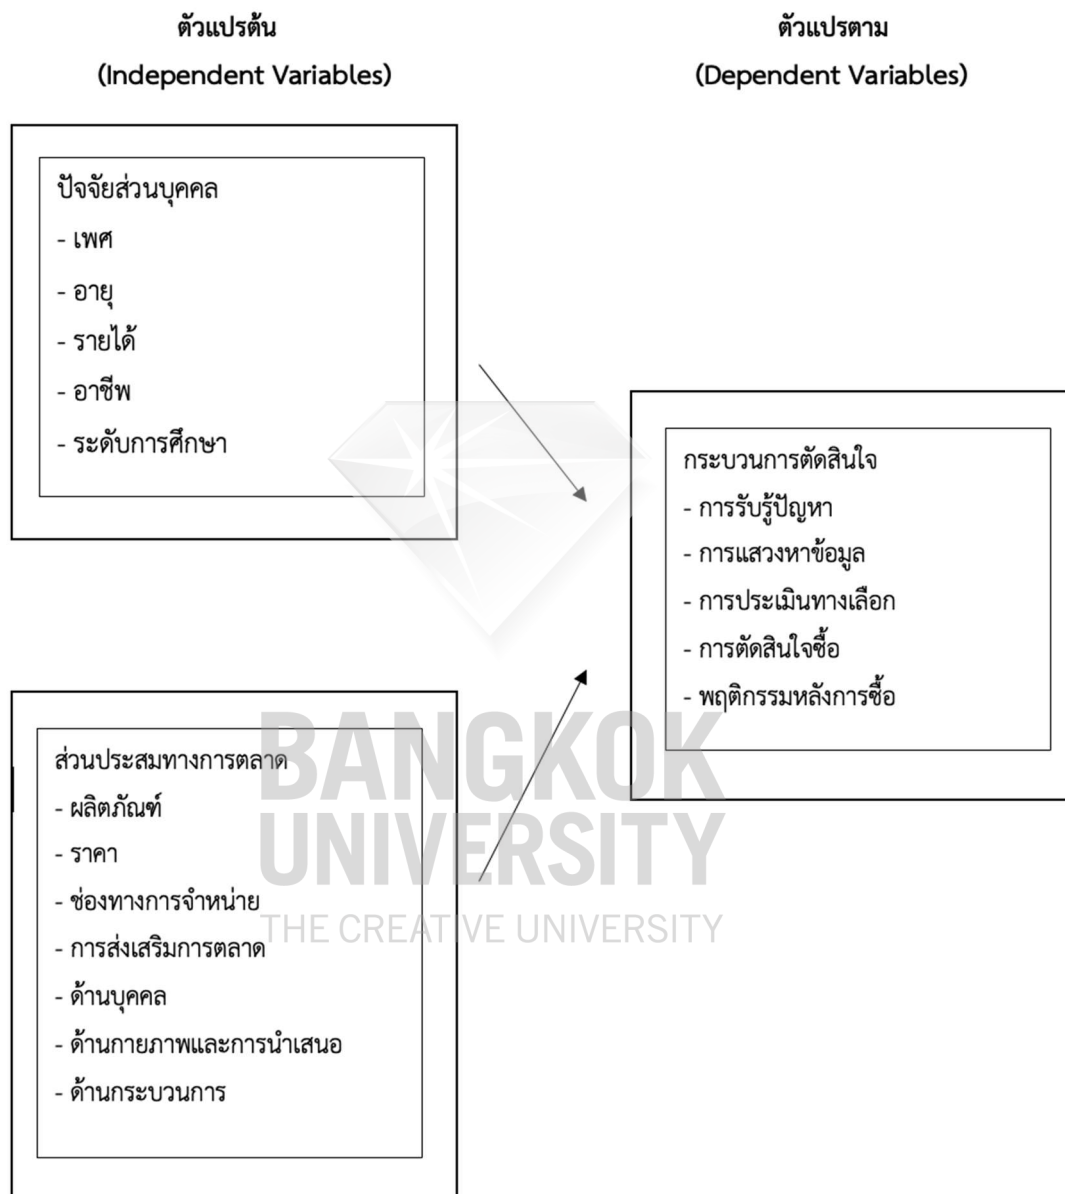 ตัวแปรต้น
(Independent Variables)
ตัวแปรตาม
(Dependent Variables)
ปัจจัยส่วนบุคคล
- เพศ
- อายุ
- รายได้
- อาชีพ
- ระดับการศึกษา
กระบวนการตัดสินใจ
- การรับรู้ปัญหา
- การแสวงหาข้อมูล
- การประเมินทางเลือก
- การตัดสินใจซื้อ
- พฤติกรรมหลังการซื้อ
ส่วนประสมทางการตลาด
- ผลิตภัณฑ์
- ราคา
- ช่องทางการจำหน่าย
- การส่งเสริมการตลาด
- ด้านบุคคล
- ด้านกายภาพและการนำเสนอ
- ด้านกระบวนการ
BANGKOK
UNIVERSITY
THE CREATIVE UNIVERSITY